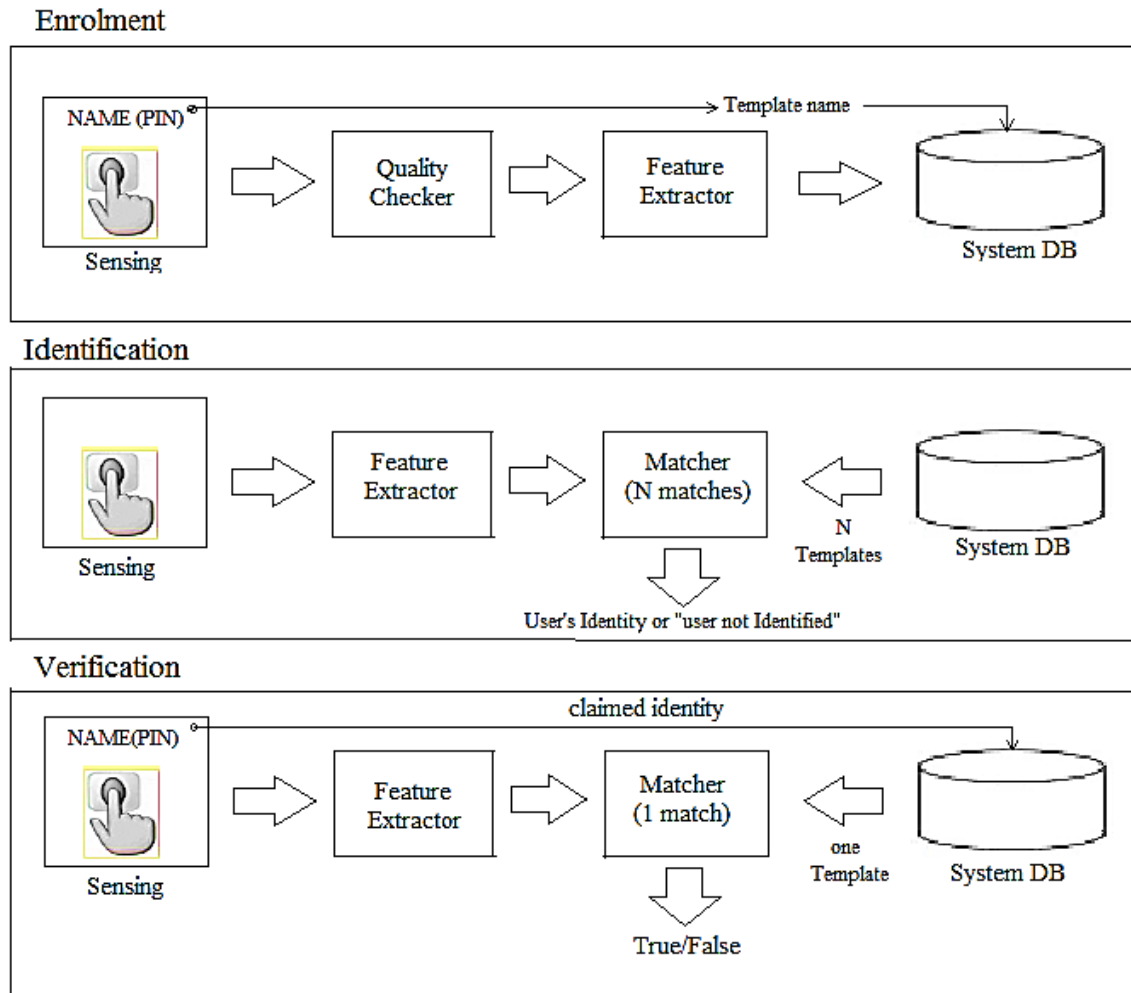 Enrolment
NAME (PIN)
Template name
Quality
Checker
Feature
Extractor
Sensing
System DB
Identification
Feature
Extractor
Matcher
(N matches)
N
Templates
System DB
Sensing
User's Identity or "user not Identified"
Verification
claimed identity
NAME(PIN)
Feature
Extractor
Matcher
(1 match)
one
Template
System DB
Sensing
True/False